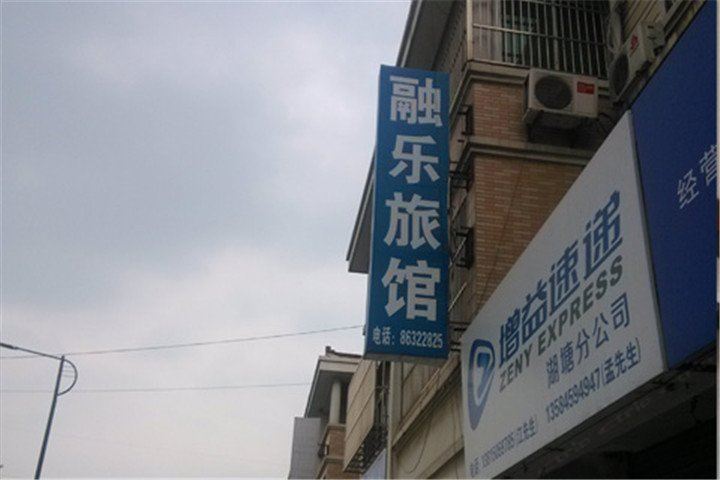 融乐旅馆
电话：86322825
增益速递
ZENY EXPRESS
湖塘分公司
13584594947(孟先生)
经营